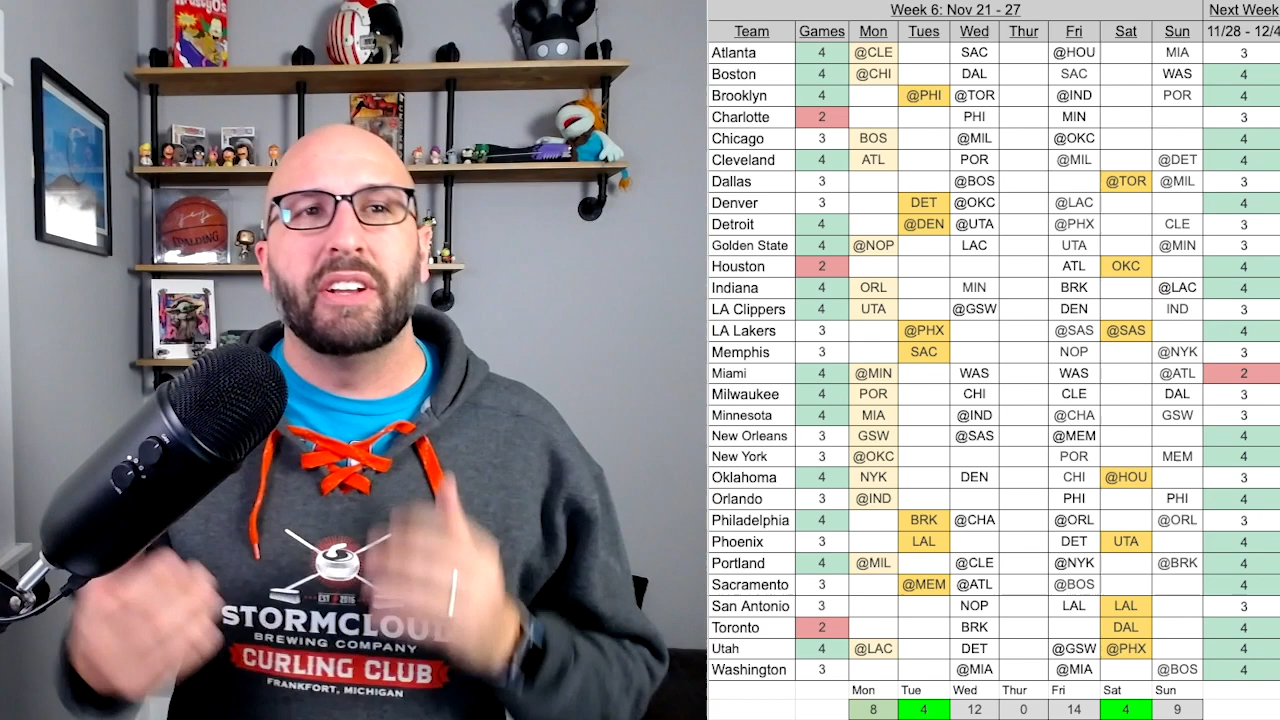 Krusty-O's
SPALDING
STORMCLOUD
EST 2016
BREWING COMPANY
CURLING CLUB
FRANKFORT, MICHIGAN
Week 6: Nov 21 - 27 Next Week
Team Games Mon Tues Wed Thur Fri Sat Sun 11/28 - 12/4
Atlanta 4 @CLE SAC @HOU MIA 3
Boston 4 @CHI DAL SAC WAS 4
Brooklyn 4 @PHI @TOR @IND POR 4
Charlotte 2 PHI MIN 3
Chicago 3 BOS @MIL @OKC 4
Cleveland 4 ATL POR @MIL @DET 4
Dallas 3 @BOS @TOR @MIL 3
Denver 3 DET @OKC @LAC 4
Detroit 4 @DEN @UTA @PHX CLE 3
Golden State 4 @NOP LAC UTA @MIN 3
Houston 2 ATL OKC 4
Indiana 4 ORL MIN BRK @LAC 4
LA Clippers 4 UTA @GSW DEN IND 3
LA Lakers 3 @PHX @SAS @SAS 4
Memphis 3 SAC NOP @NYK 3
Miami 4 @MIN WAS WAS @ATL 2
Milwaukee 4 POR CHI CLE DAL 3
Minnesota 4 MIA @IND @CHA GSW 3
New Orleans 3 GSW @SAS @MEM 4
New York 3 @OKC POR MEM 4
Oklahoma 4 NYK DEN CHI @HOU 3
Orlando 3 @IND PHI PHI 4
Philadelphia 4 BRK @CHA @ORL @ORL 3
Phoenix 4 LAL DET UTA 4
Portland 4 @MIL @CLE @NYK @BRK 4
Sacramento 3 @MEM @ATL @BOS 4
San Antonio 3 NOP LAL LAL 3
Toronto 2 BRK DAL 4
Utah 4 @LAC DET @GSW @PHX 4
Washington 3 @MIA @MIA @BOS 4
Mon Tue Wed Thur Fri Sat Sun
8 4 12 0 14 4 9